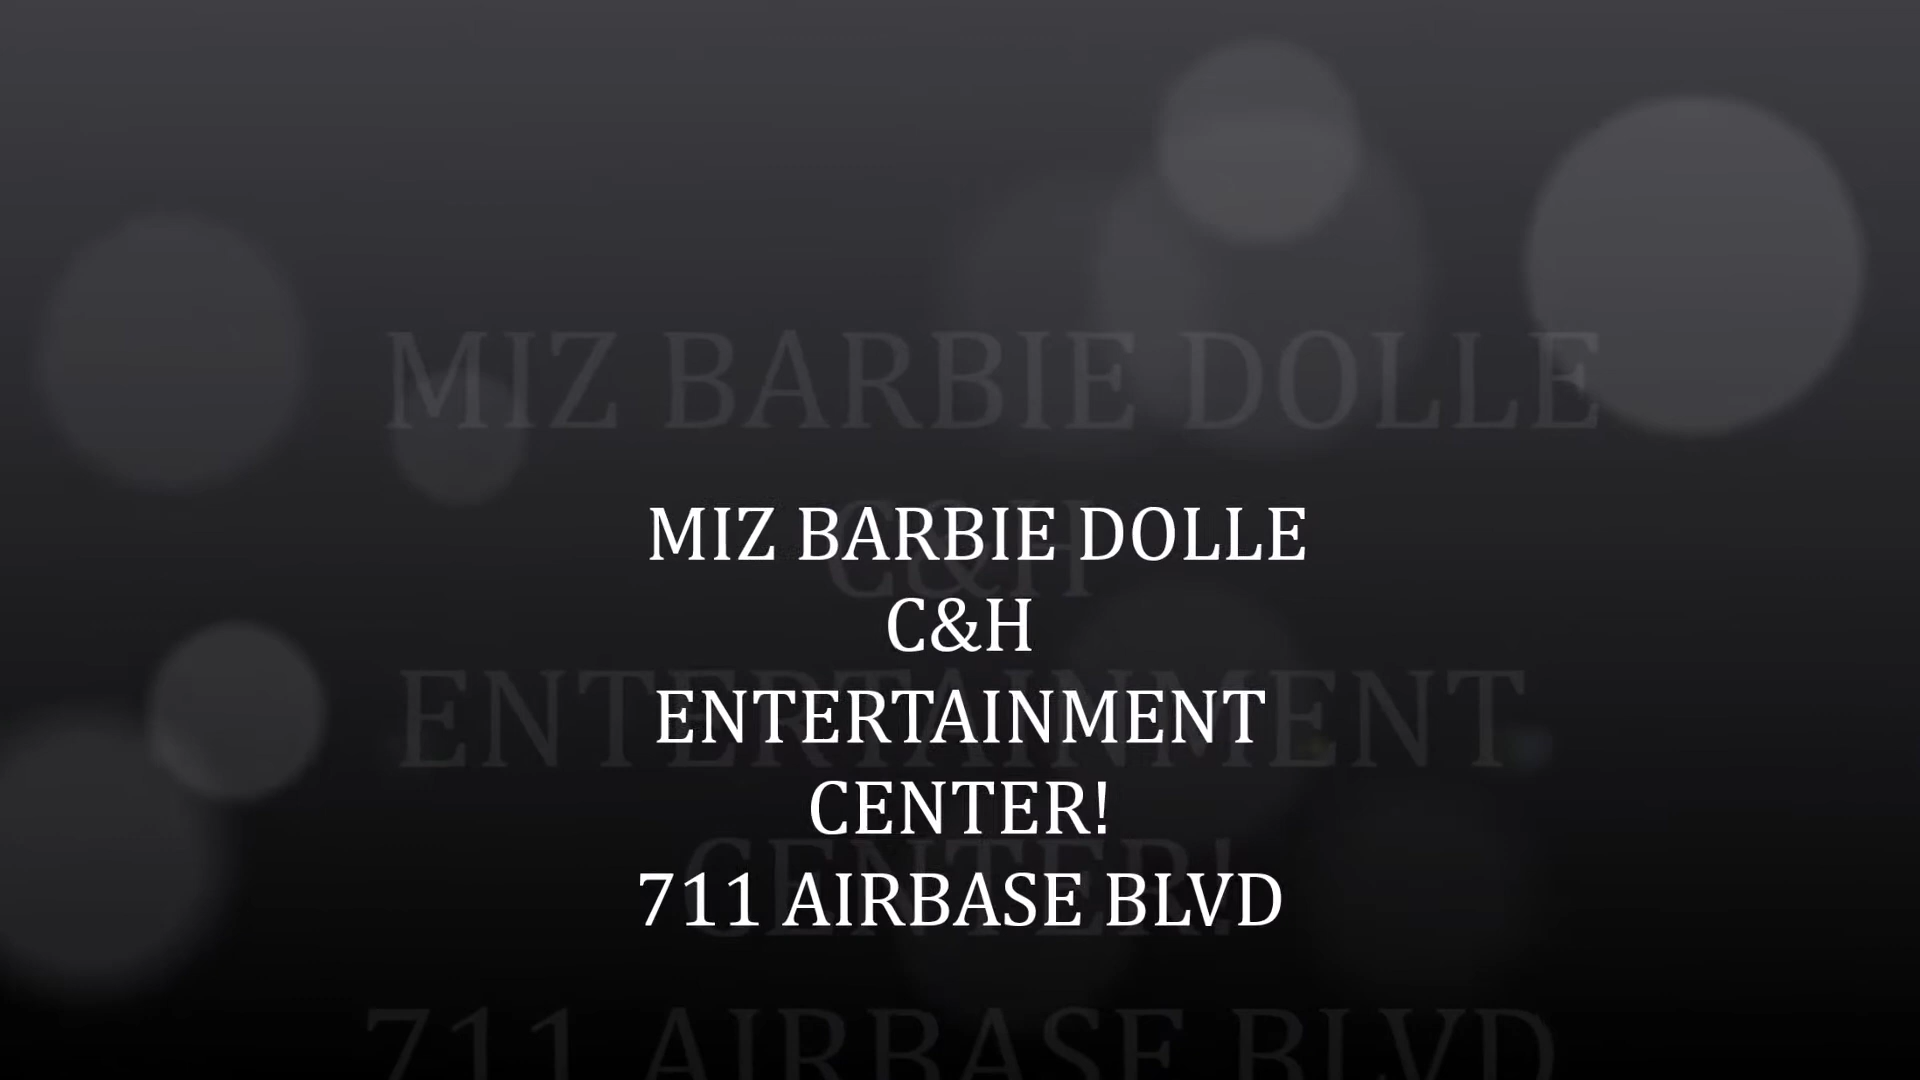 MIZ BARBIE DOLLE
C&H
ENTERTAINMENT
CENTER!
711 AIRBASE BLVD